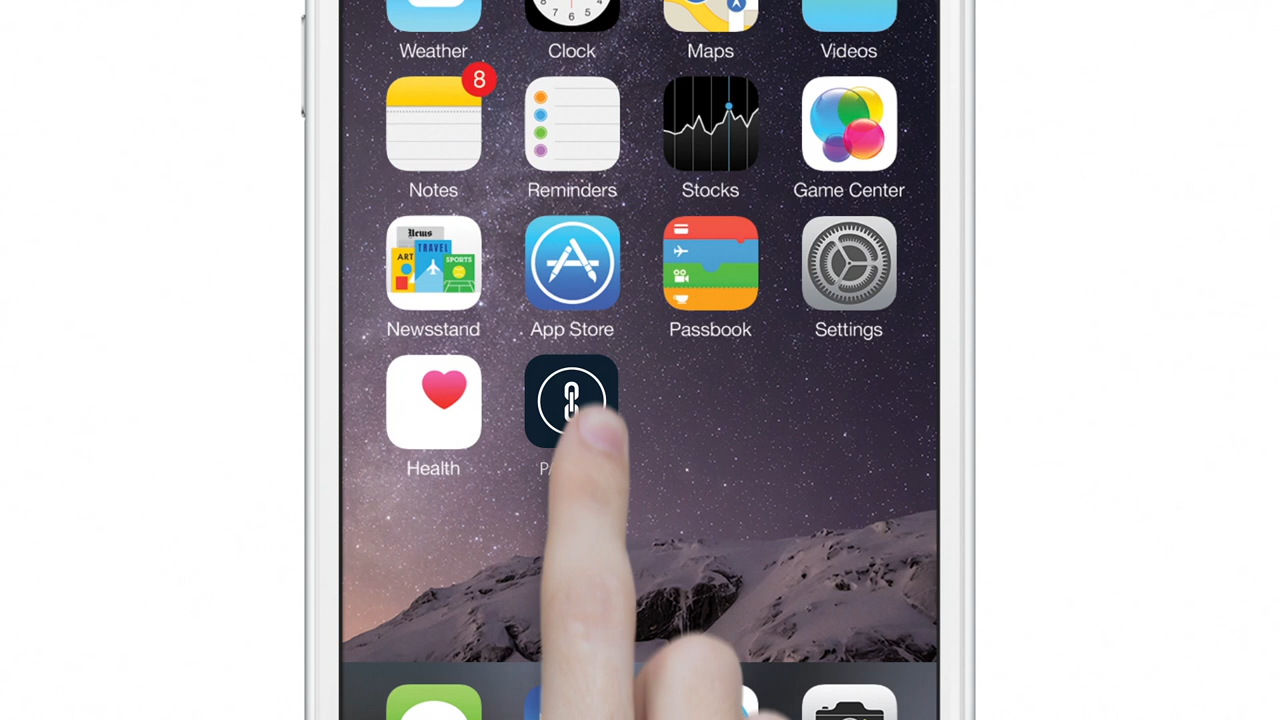 Weather Clock Maps Videos
8
Notes Reminders Stocks Game Center
News
TRAVEL
ART
SPORTS
Newsstand App Store Passbook Settings
Health